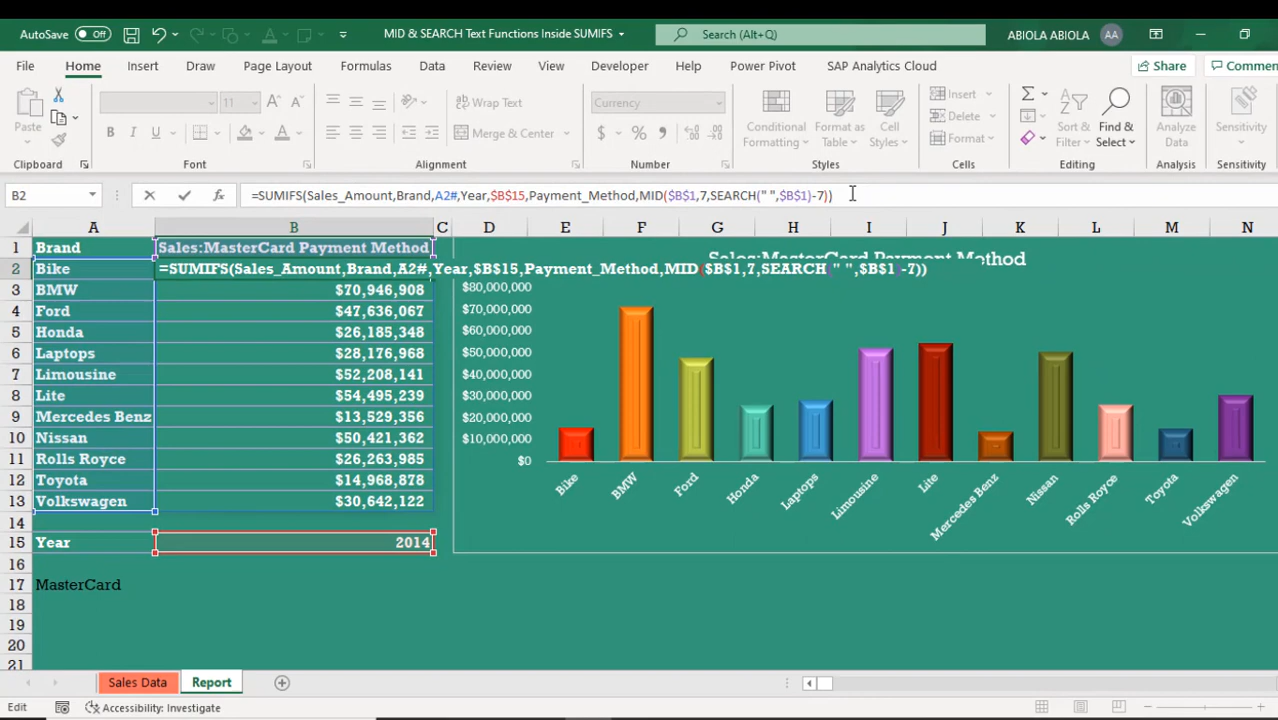 AutoSave Off MID & SEARCH Text Functions Inside SUMIFS Search (Alt+Q) ABIOLA ABIOLA AA
File Home Insert Draw Page Layout Formulas Data Review View Developer Help Power Pivot SAP Analytics Cloud Share Commen
Paste 11 A A Wrap Text Currency Conditional Formatting Format as Table Cell Styles Insert Σ Sort & Filter Find & Select Analyze Data Sensitivity
B I U A Merge & Center $ % Delete
Format
Clipboard Font Alignment Number Styles Cells Editing Analysis Sensitivity
B2 fx =SUMIFS(Sales_Amount,Brand,A2#,Year,$B$15,Payment_Method,MID($B$1,7,SEARCH(" ",$B$1)-7))
A B C D E F G H I J K L M N
1 Brand Sales:MasterCard Payment Method
2 Bike =SUMIFS(Sales_Amount,Brand,A2#,Year,$B$15,Payment_Method,MID($B$1,7,SEARCH(" ",$B$1)-7))
3 BMW $70,946,908
4 Ford $47,636,067
5 Honda $26,185,348
6 Laptops $28,176,968
7 Limousine $52,208,141
8 Lite $54,495,239
9 Mercedes Benz $13,529,356
10 Nissan $50,421,362
11 Rolls Royce $26,263,985
12 Toyota $14,968,878
13 Volkswagen $30,642,122
14
15 Year 2014
16
17 MasterCard
18
19
20
21
Sales:MasterCard Payment Method
$80,000,000
$70,000,000
$60,000,000
$50,000,000
$40,000,000
$30,000,000
$20,000,000
$10,000,000
$0
Bike BMW Ford Honda Laptops Limousine Lite Mercedes Benz Nissan Rolls Royce Toyota Volkswagen
Sales Data Report
Edit Accessibility: Investigate